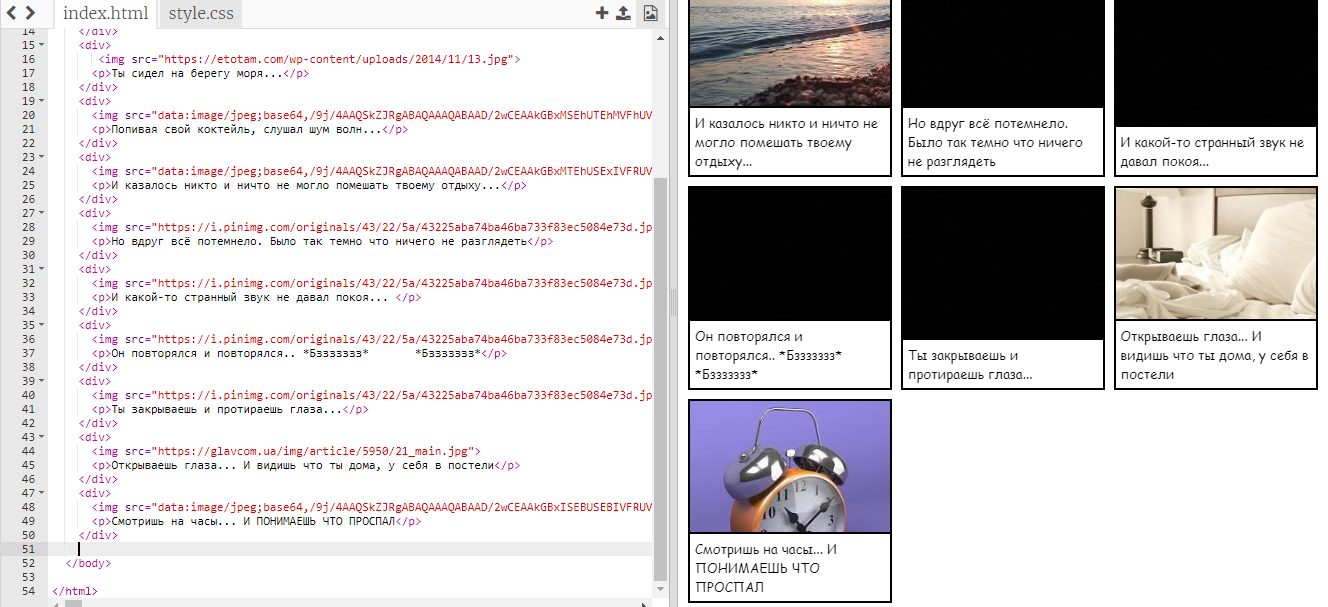 index.html
style.css
14 </div>
15 <div>
16 <img src="https://etotam.com/wp-content/uploads/2014/11/13.jpg">
17 <p>Ты сидел на берегу моря...</p>
18 </div>
19 <div>
20 <img src="data:image/jpeg;base64,/9j/4AAQSkZJRgABAQAAAQABAAD/2wCEAAkGBxMSEhUTEhMVFhUV
21 <p>Попивая свой коктейль, слушал шум волн...</p>
22 </div>
23 <div>
24 <img src="data:image/jpeg;base64,/9j/4AAQSkZJRgABAQAAAQABAAD/2wCEAAkGBxMTEhUSExIVFRUV
25 <p>И казалось никто и ничто не могло помешать твоему отдыху...</p>
26 </div>
27 <div>
28 <img src="https://i.pinimg.com/originals/43/22/5a/43225aba74ba46ba733f83ec5084e73d.jp
29 <p>Но вдруг всё потемнело. Было так темно что ничего не разглядеть</p>
30 </div>
31 <div>
32 <img src="https://i.pinimg.com/originals/43/22/5a/43225aba74ba46ba733f83ec5084e73d.jp
33 <p>И какой-то странный звук не давал покоя... </p>
34 </div>
35 <div>
36 <img src="https://i.pinimg.com/originals/43/22/5a/43225aba74ba46ba733f83ec5084e73d.jp
37 <p>Он повторялся и повторялся.. *Бззззззз* *Бззззззз*</p>
38 </div>
39 <div>
40 <img src="https://i.pinimg.com/originals/43/22/5a/43225aba74ba46ba733f83ec5084e73d.jp
41 <p>Ты закрываешь и протираешь глаза...</p>
42 </div>
43 <div>
44 <img src="https://glavcom.ua/img/article/5950/21_main.jpg">
45 <p>Открываешь глаза... И видишь что ты дома, у себя в постели</p>
46 </div>
47 <div>
48 <img src="data:image/jpeg;base64,/9j/4AAQSkZJRgABAQAAAQABAAD/2wCEAAkGBxISEBUSEBIVFRUV
49 <p>Смотришь на часы... И ПОНИМАЕШЬ ЧТО ПРОСПАЛ</p>
50 </div>
51
52 </body>
53
54 </html>
И казалось никто и ничто не
могло помешать твоему
отдыху...
Но вдруг всё потемнело.
Было так темно что ничего
не разглядеть
И какой-то странный звук не
давал покоя...
Он повторялся и
повторялся.. *Бззззззз*
*Бззззззз*
Ты закрываешь и
протираешь глаза...
Открываешь глаза... И
видишь что ты дома, у себя в
постели
12
1
2
11
10
Смотришь на часы... И
ПОНИМАЕШЬ ЧТО
ПРОСПАЛ